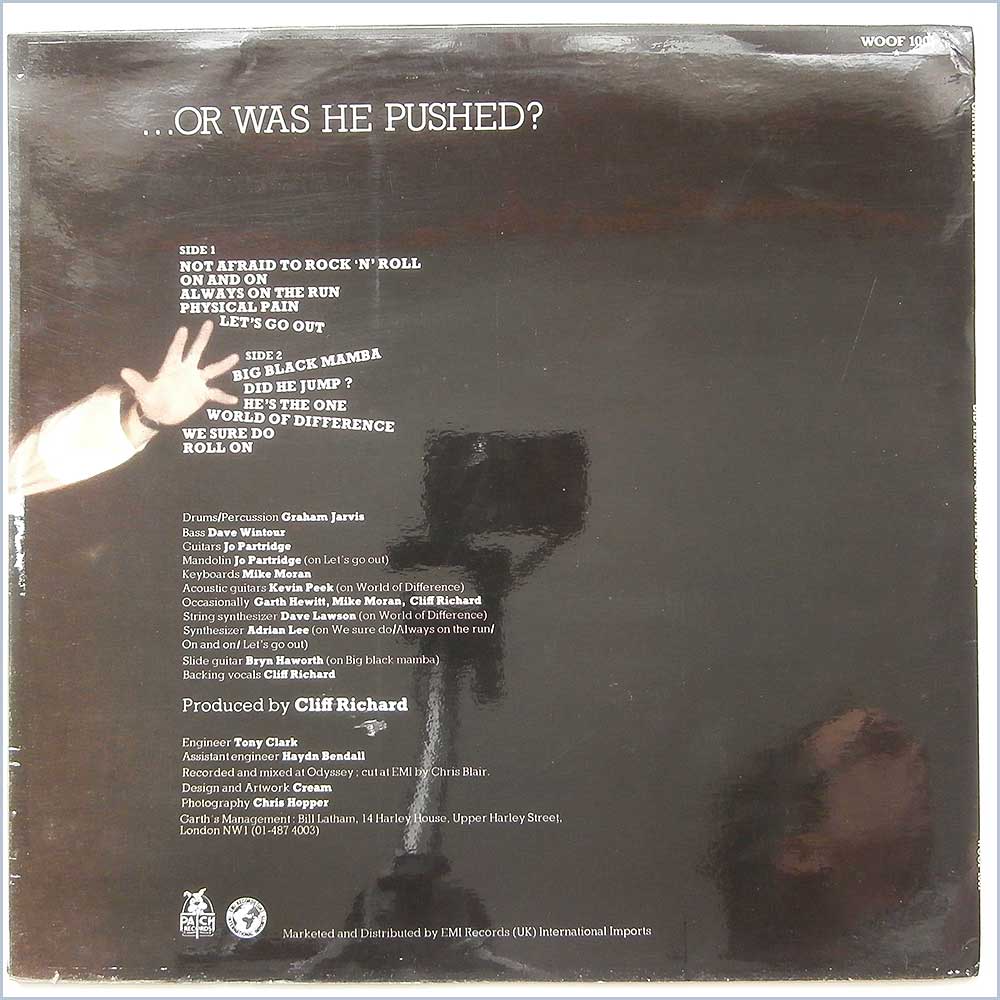 WOOF 100
...OR WAS HE PUSHED?
SIDE 1
NOT AFRAID TO ROCK 'N' ROLL
ON AND ON
ALWAYS ON THE RUN
PHYSICAL PAIN
LET'S GO OUT
SIDE 2
BIG BLACK MAMBA
DID HE JUMP ?
HE'S THE ONE
WORLD OF DIFFERENCE
WE SURE DO
ROLL ON
Drums/Percussion Graham Jarvis
Bass Dave Wintour
Guitars Jo Partridge
Mandolin Jo Partridge (on Let's go out)
Keyboards Mike Moran
Acoustic guitars Kevin Peek (on World of Difference)
Occasionally Garth Hewitt, Mike Moran, Cliff Richard
String synthesizer Dave Lawson (on World of Difference)
Synthesizer Adrian Lee (on We sure do/Always on the run/
On and on/ Let's go out)
Slide guitar Bryn Haworth (on Big black mamba)
Backing vocals Cliff Richard
Produced by Cliff Richard
Engineer Tony Clark
Assistant engineer Haydn Bendall
Recorded and mixed at Odyssey ; cut at EMI by Chris Blair.
Design and Artwork Cream
Photography Chris Hopper
Garth's Management : Bill Latham, 14 Harley House, Upper Harley Street,
London NW1 (01-487 4003)
PATCH
RECORDS
Marketed and Distributed by EMI Records (UK) International Imports